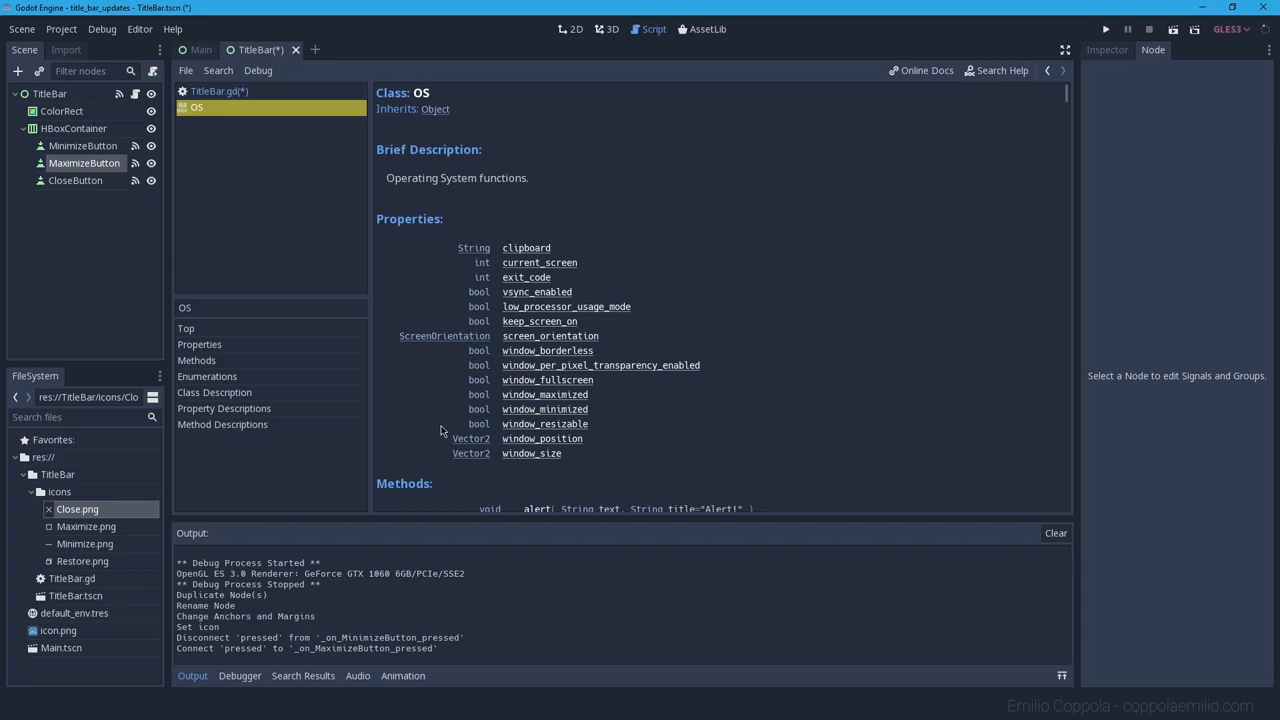 Godot Engine - title_bar_updates - TitleBar.tscn (*)
Scene Project Debug Editor Help
2D 3D Script AssetLib
GLES3
Scene Import
Filter nodes
TitleBar
ColorRect
HBoxContainer
MinimizeButton
MaximizeButton
CloseButton
FileSystem
res://TitleBar/icons/Clo
Search files
Favorites:
res://
TitleBar
icons
Close.png
Maximize.png
Minimize.png
Restore.png
TitleBar.gd
TitleBar.tscn
default_env.tres
icon.png
Main.tscn
Main TitleBar(*)
File Search Debug
Online Docs Search Help
TitleBar.gd(*)
OS
OS
Top
Properties
Methods
Enumerations
Class Description
Property Descriptions
Method Descriptions
Class: OS
Inherits: Object
Brief Description:
Operating System functions.
Properties:
String clipboard
int current_screen
int exit_code
bool vsync_enabled
bool low_processor_usage_mode
bool keep_screen_on
ScreenOrientation screen_orientation
bool window_borderless
bool window_per_pixel_transparency_enabled
bool window_fullscreen
bool window_maximized
bool window_minimized
bool window_resizable
Vector2 window_position
Vector2 window_size
Methods:
void alert( String text, String title="Alert!" )
Output:
Clear
** Debug Process Started **
OpenGL ES 3.0 Renderer: GeForce GTX 1060 6GB/PCIe/SSE2
** Debug Process Stopped **
Duplicate Node(s)
Rename Node
Change Anchors and Margins
Set icon
Disconnect 'pressed' from '_on_MinimizeButton_pressed'
Connect 'pressed' to '_on_MaximizeButton_pressed'
Output Debugger Search Results Audio Animation
Inspector Node
Select a Node to edit Signals and Groups.
Emilio Coppola - coppolaemilio.com